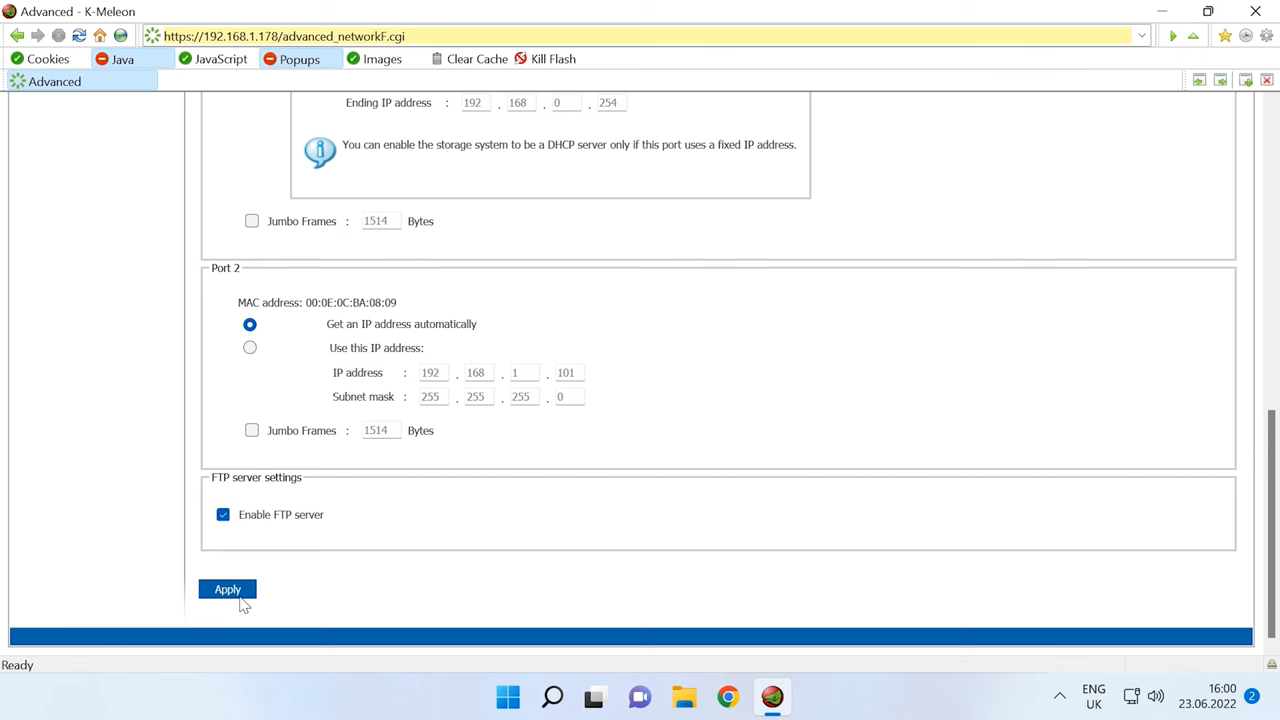 Advanced - K-Meleon
https://192.168.1.178/advanced_networkF.cgi
Cookies Java JavaScript Popups Images Clear Cache Kill Flash
Advanced
Ending IP address : 192 . 168 . 0 . 254
You can enable the storage system to be a DHCP server only if this port uses a fixed IP address.
Jumbo Frames : 1514 Bytes
Port 2
MAC address: 00:0E:0C:BA:08:09
Get an IP address automatically
Use this IP address:
IP address : 192 . 168 . 1 . 101
Subnet mask : 255 . 255 . 255 . 0
Jumbo Frames : 1514 Bytes
FTP server settings
Enable FTP server
Apply
Ready
ENG 16:00
UK 23.06.2022 2